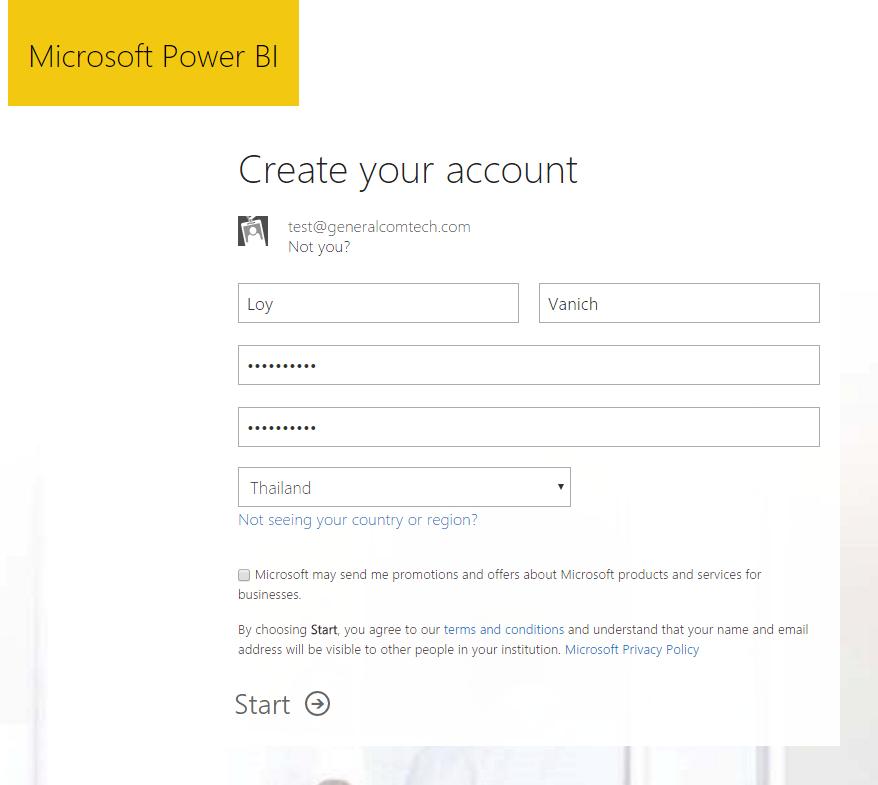 Microsoft Power BI
Create your account
test@generalcomtech.com
Not you?
Loy Vanich
••••••••••
••••••••••
Thailand
Not seeing your country or region?
Microsoft may send me promotions and offers about Microsoft products and services for
businesses.
By choosing Start, you agree to our terms and conditions and understand that your name and email
address will be visible to other people in your institution. Microsoft Privacy Policy
Start